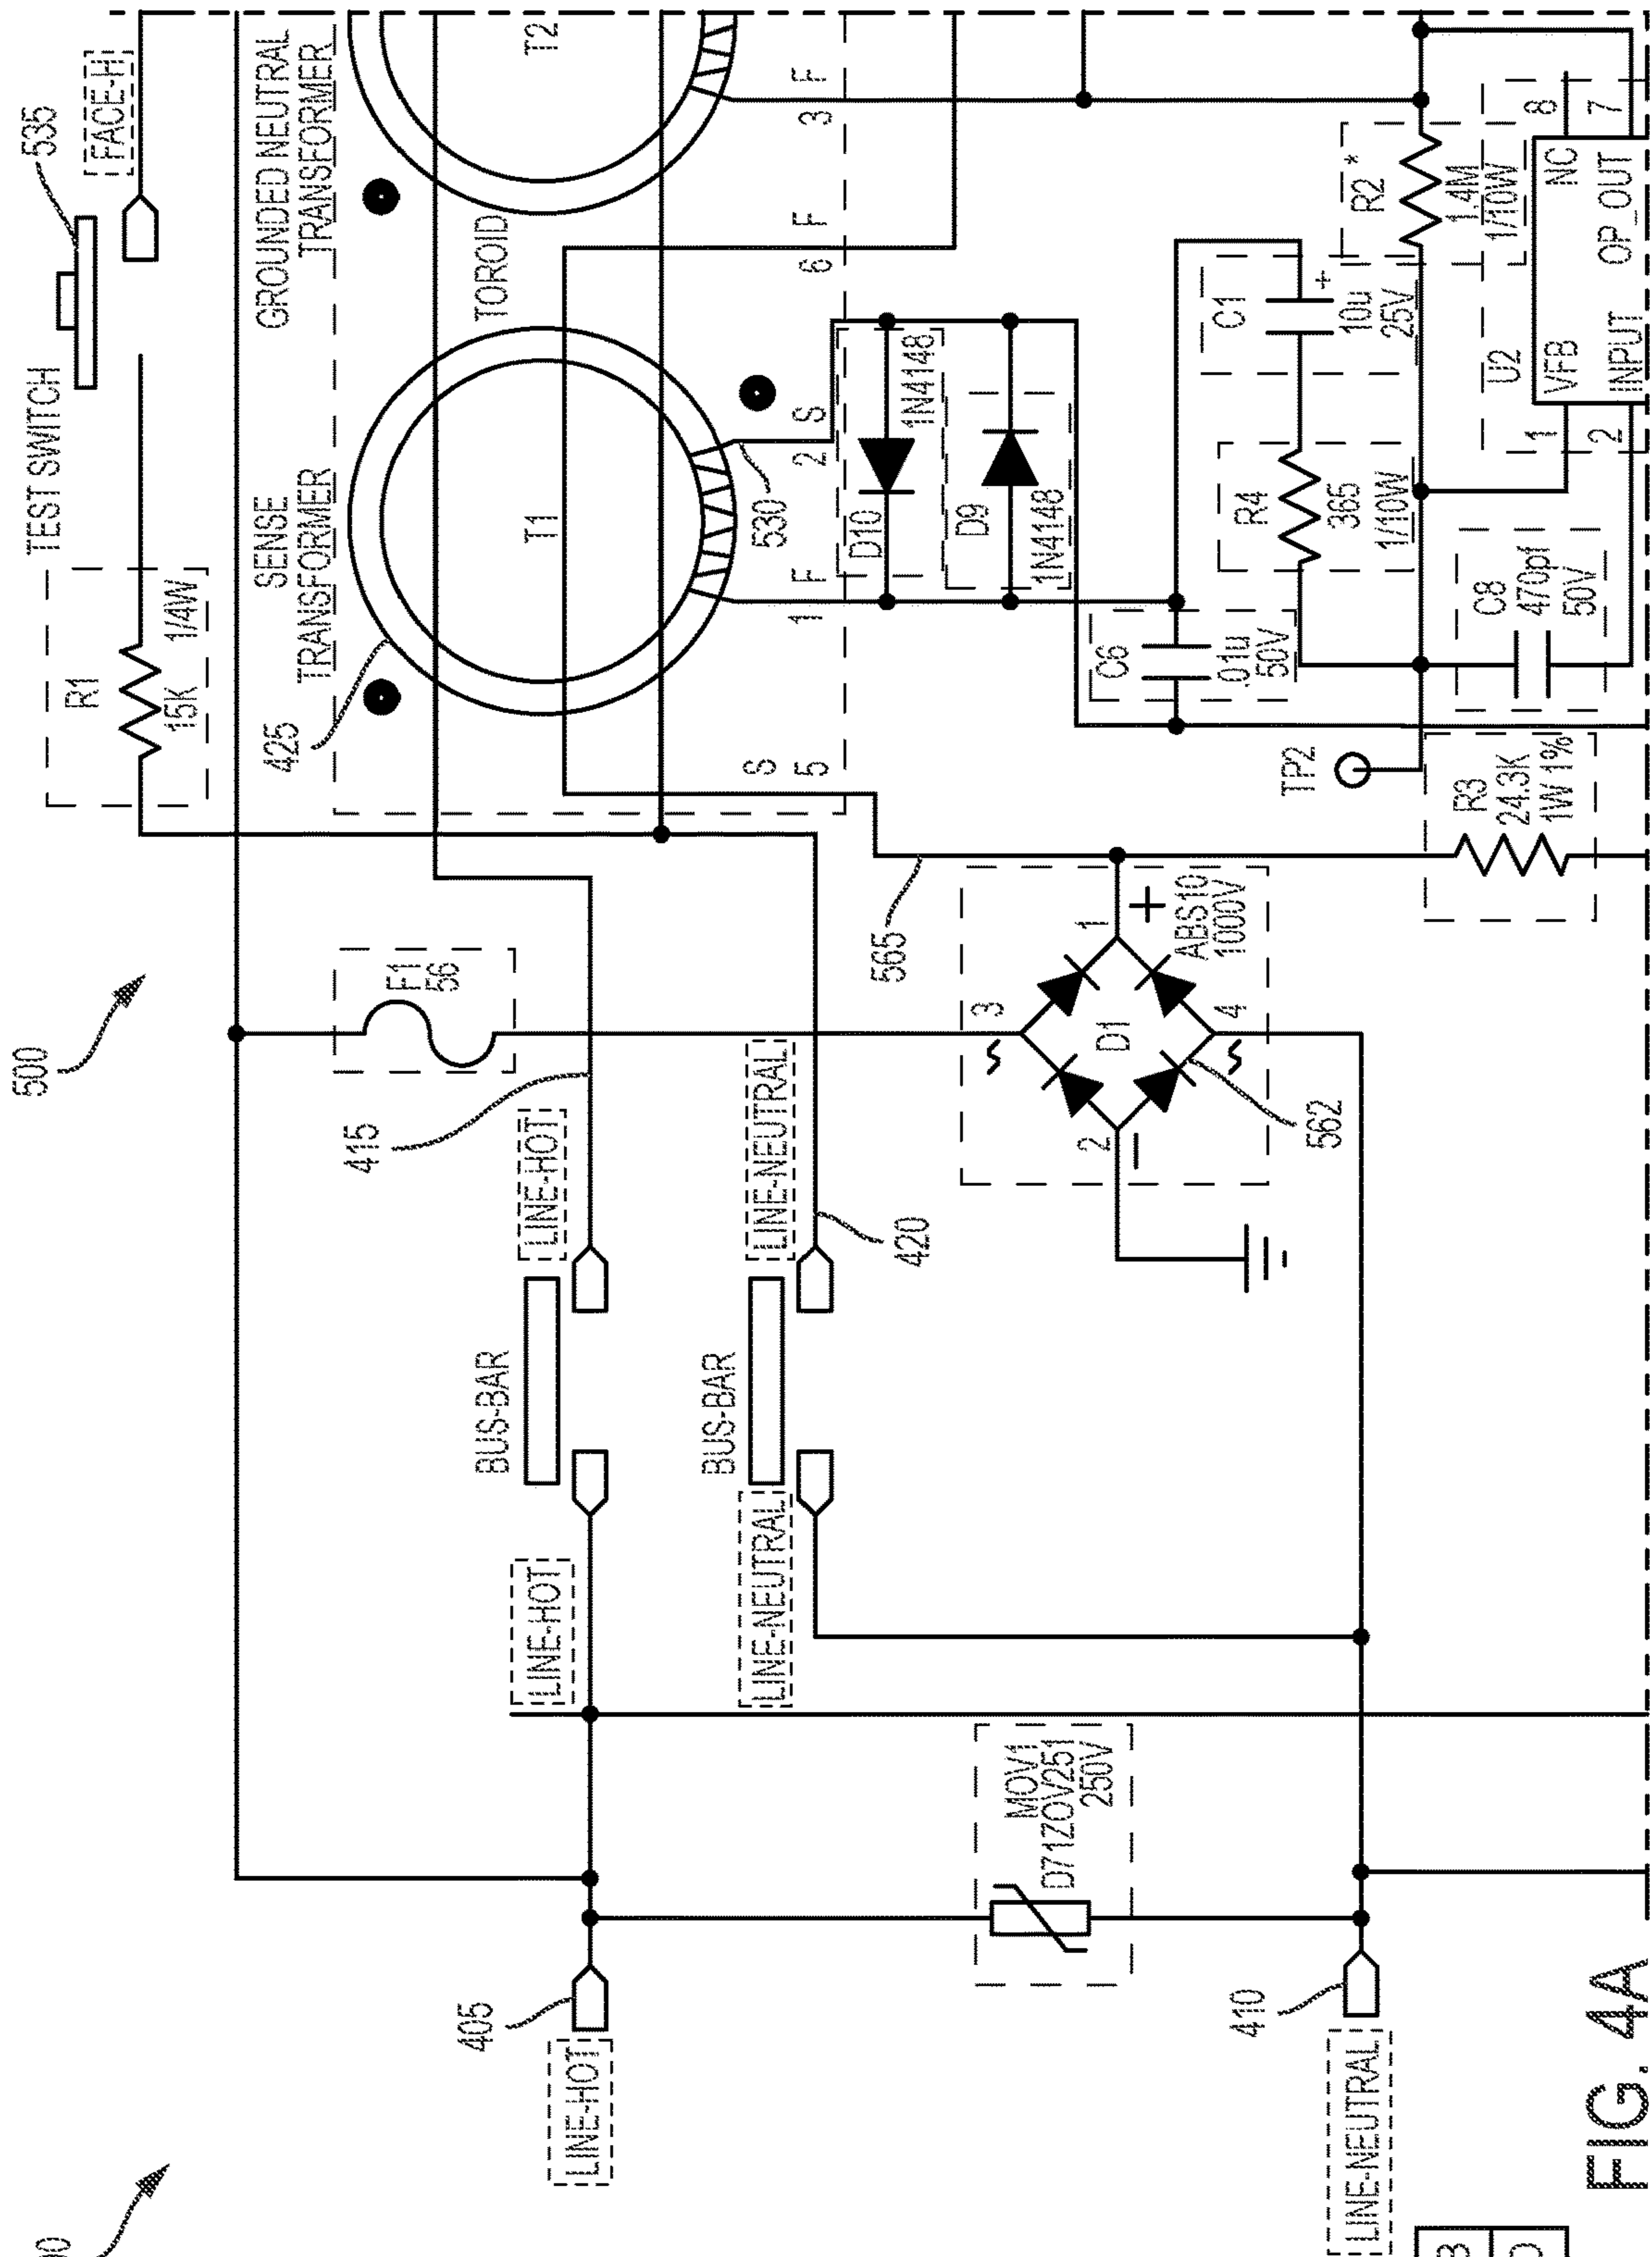 500
TEST SWITCH
535
FACE-H
R1
15K
1/4W
425
SENSE
TRANSFORMER
GROUNDED NEUTRAL
TRANSFORMER
TOROID
T1
T2
F1
56
415
LINE-HOT
BUS-BAR
LINE-HOT
405
LINE-HOT
S
5
1
F
530
2
S
6
F
3
F
LINE-NEUTRAL
420
BUS-BAR
LINE-NEUTRAL
565
D10
1N4148
D9
1N4148
3
1
+
D1
ABS10
1000V
2
4
562
MOV1
D71ZOV251
250V
410
LINE-NEUTRAL
C6
.01u
50V
C1
+
10u
25V
R4
365
1/10W
R2*
1.4M
1/10W
TP2
R3
24.3K
1W 1%
C8
470pf
50V
U2
1
VFB
NC
8
2
INPUT
OP_OUT
7
FIG. 4A